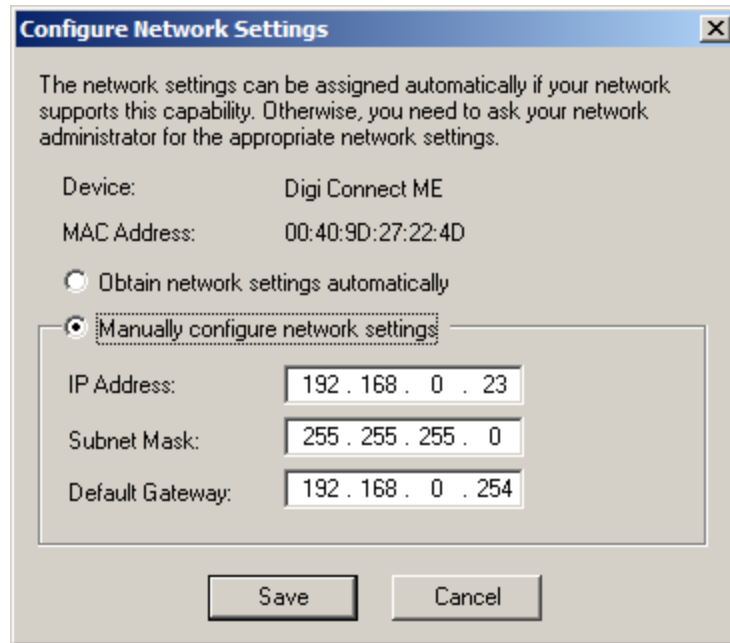 Configure Network Settings
The network settings can be assigned automatically if your network
supports this capability. Otherwise, you need to ask your network
administrator for the appropriate network settings.
Device: Digi Connect ME
MAC Address: 00:40:9D:27:22:4D
Obtain network settings automatically
Manually configure network settings
IP Address: 192 . 168 . 0 . 23
Subnet Mask: 255 . 255 . 255 . 0
Default Gateway: 192 . 168 . 0 . 254
Save Cancel